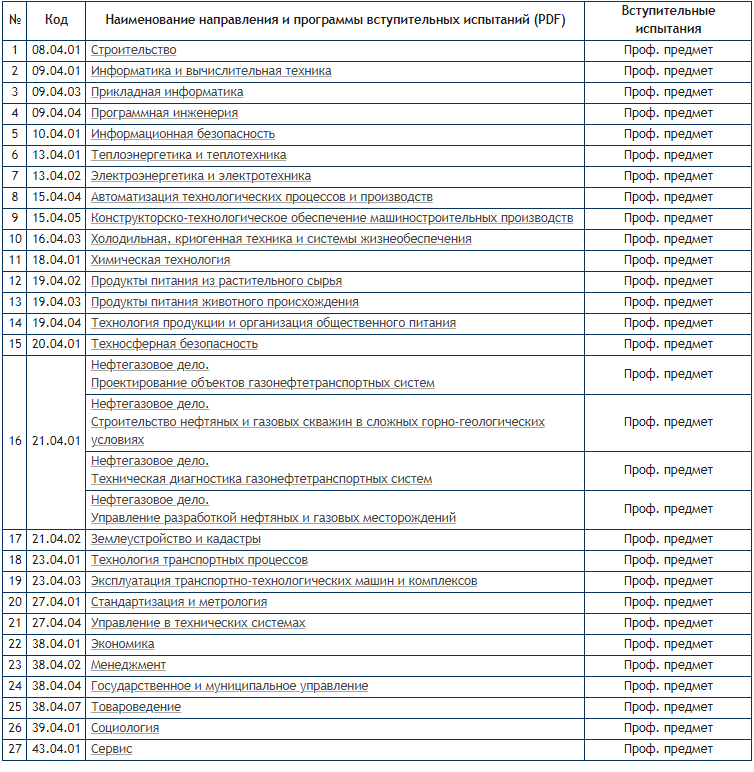 № Код Наименование направления и программы вступительных испытаний (PDF) Вступительные
испытания
1 08.04.01 Строительство Проф. предмет
2 09.04.01 Информатика и вычислительная техника Проф. предмет
3 09.04.03 Прикладная информатика Проф. предмет
4 09.04.04 Программная инженерия Проф. предмет
5 10.04.01 Информационная безопасность Проф. предмет
6 13.04.01 Теплоэнергетика и теплотехника Проф. предмет
7 13.04.02 Электроэнергетика и электротехника Проф. предмет
8 15.04.04 Автоматизация технологических процессов и производств Проф. предмет
9 15.04.05 Конструкторско-технологическое обеспечение машиностроительных производств Проф. предмет
10 16.04.03 Холодильная, криогенная техника и системы жизнеобеспечения Проф. предмет
11 18.04.01 Химическая технология Проф. предмет
12 19.04.02 Продукты питания из растительного сырья Проф. предмет
13 19.04.03 Продукты питания животного происхождения Проф. предмет
14 19.04.04 Технология продукции и организация общественного питания Проф. предмет
15 20.04.01 Техносферная безопасность Проф. предмет
16 21.04.01 Нефтегазовое дело.
Проектирование объектов газонефтетранспортных систем Проф. предмет
Нефтегазовое дело.
Строительство нефтяных и газовых скважин в сложных горно-геологических Проф. предмет
условиях
Нефтегазовое дело.
Техническая диагностика газонефтетранспортных систем Проф. предмет
Нефтегазовое дело.
Управление разработкой нефтяных и газовых месторождений Проф. предмет
17 21.04.02 Землеустройство и кадастры Проф. предмет
18 23.04.01 Технология транспортных процессов Проф. предмет
19 23.04.03 Эксплуатация транспортно-технологических машин и комплексов Проф. предмет
20 27.04.01 Стандартизация и метрология Проф. предмет
21 27.04.04 Управление в технических системах Проф. предмет
22 38.04.01 Экономика Проф. предмет
23 38.04.02 Менеджмент Проф. предмет
24 38.04.04 Государственное и муниципальное управление Проф. предмет
25 38.04.07 Товароведение Проф. предмет
26 39.04.01 Социология Проф. предмет
27 43.04.01 Сервис Проф. предмет